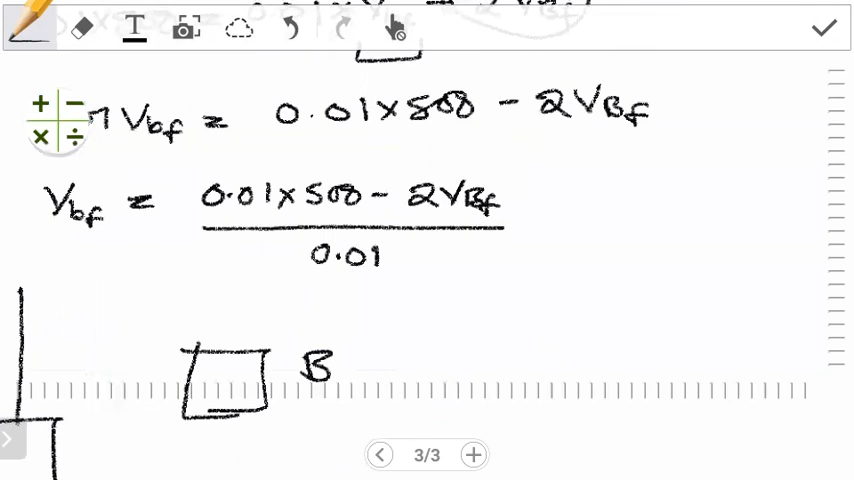 V_bf = 0.01×500 - 2V_Bf
V_bf = 0.01×500 - 2V_Bf
0.01
B
3/3